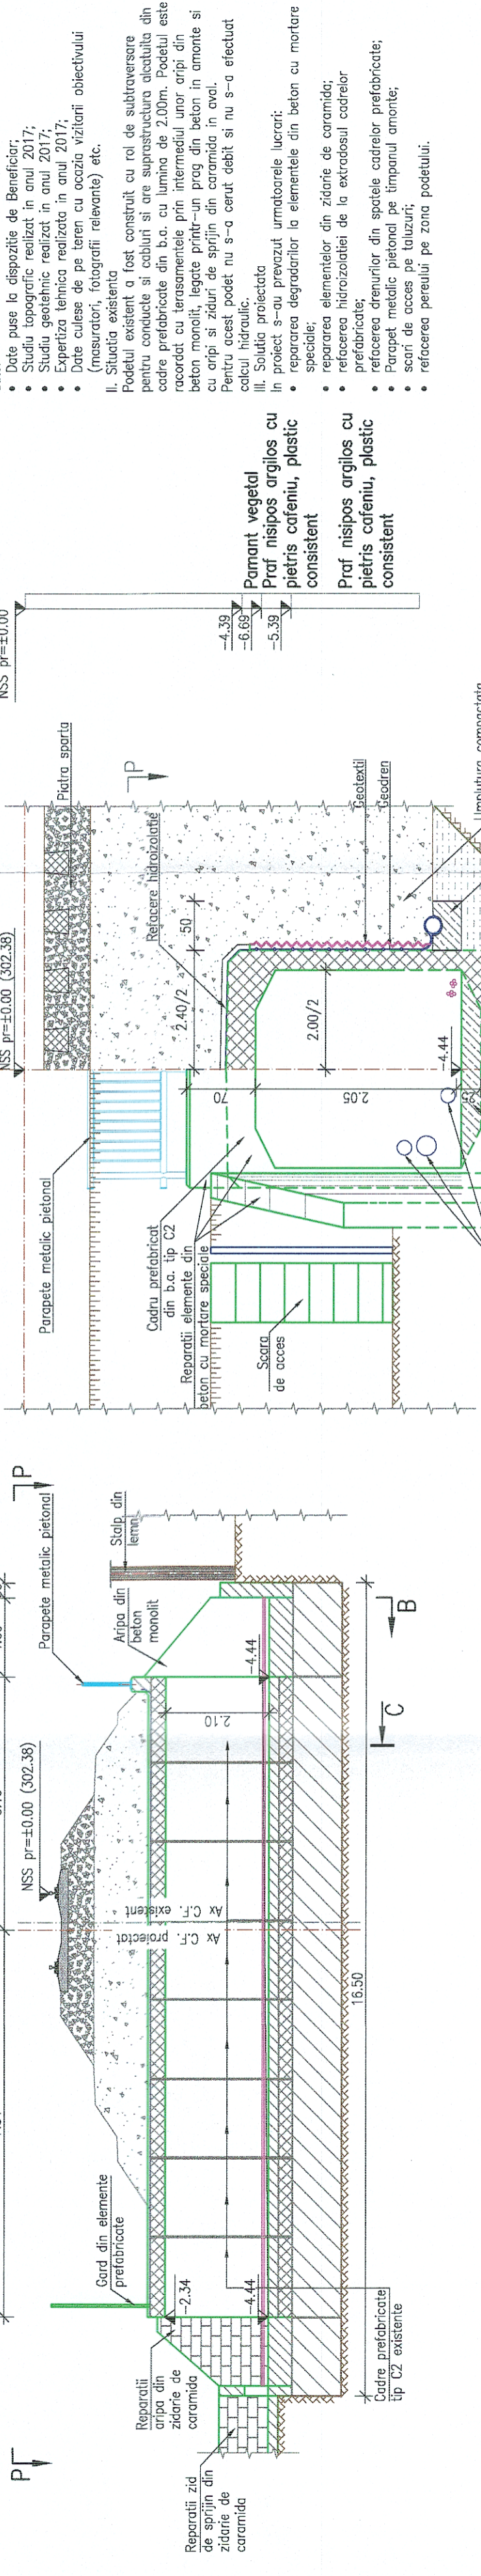 Date puse la dispozitie de Beneficiar;
Studiu topografic realizat in anul 2017;
Studiu geotehnic realizat in anul 2017;
Expertiza tehnica realizata in anul 2017;
Date culese de pe teren cu ocazia vizitarii obiectivului
(masuratori, fotografii relevante) etc.
II. Situatia existenta
Podetul existent a fost construit cu rol de subtraversare
pentru conducte si cabluri si are suprastructura alcatuita din
cadre prefabricate din b.a. cu lumina de 2.00m. Podetul este
racordat cu terasamentele prin intermediul unor aripi din
beton monolit, legate printr-un prag din beton in amonte si
cu aripi si ziduri de sprijin din caramida in aval.
Pentru acest podet nu s-a cerut debit si nu s-a efectuat
calcul hidraulic.
III. Solutia proiectata
In proiect s-au prevazut urmatoarele lucrari:
repararea degradarilor la elementele din beton cu mortare
speciale;
repararea elementelor din zidarie de caramida;
refacerea hidroizolatiei de la extradosul cadrelor
prefabricate;
refacerea drenurilor din spatele cadrelor prefabricate;
Parapet metalic pietonal pe timpanul amonte;
scari de acces pe taluzuri;
refacerea pereului pe zona podetului.
NSS pr=±0.00
-4.39
-6.69
-5.39
Pamant vegetal
Praf nisipos argilos cu
pietris cafeniu, plastic
consistent
Praf nisipos argilos cu
pietris cafeniu, plastic
consistent
NSS pr=±0.00 (302.38)
Piatra sparta
P
Parapete metalic pietonal
Refacere hidroizolatie
50
2.40/2
2.00/2
70
2.05
25
-4.44
Geotextil
Geodren
Umplutura compactata
Cadru prefabricat
din b.a. tip C2
Reparatii elemente din
beton cu mortare speciale
Scara
de acces
P
Parapete metalic pietonal
Stalp din
lemn
Aripa din
beton
monolit
NSS pr=±0.00 (302.38)
-4.44
2.10
B
C
Ax C.F. existent
Ax C.F. proiectat
16.50
Gard din elemente
prefabricate
-2.34
-4.44
Reparatii
aripa din
zidarie de
caramida
Cadre prefabricate
tip C2 existente
P
Reparatii zid
de sprijin din
zidarie de
caramida